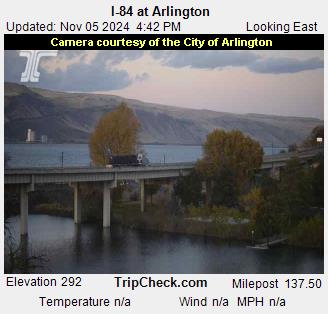 I-84 at Arlington
Updated: Nov 05 2024 4:42 PM Looking East
Camera courtesy of the City of Arlington
Elevation 292 TripCheck.com Milepost 137.50
Temperature n/a Wind n/a MPH n/a